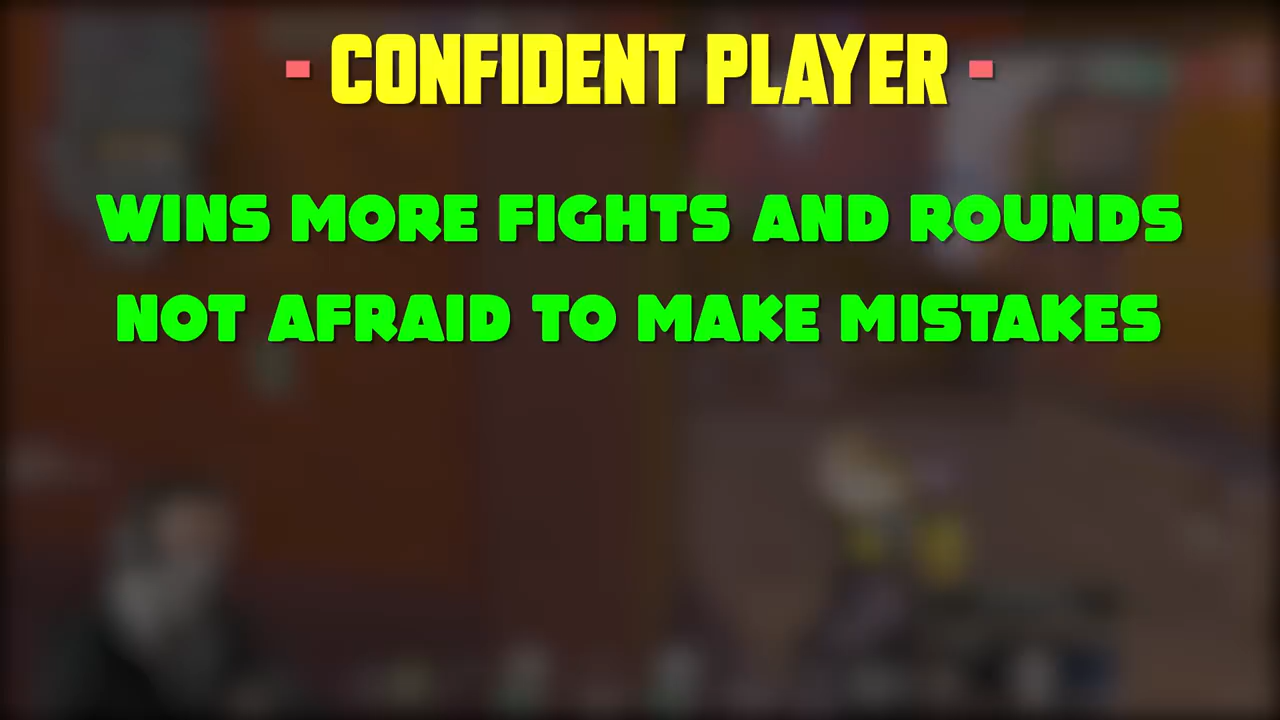 - CONFIDENT PLAYER -
WINS MORE FIGHTS AND ROUNDS
NOT AFRAID TO MAKE MISTAKES